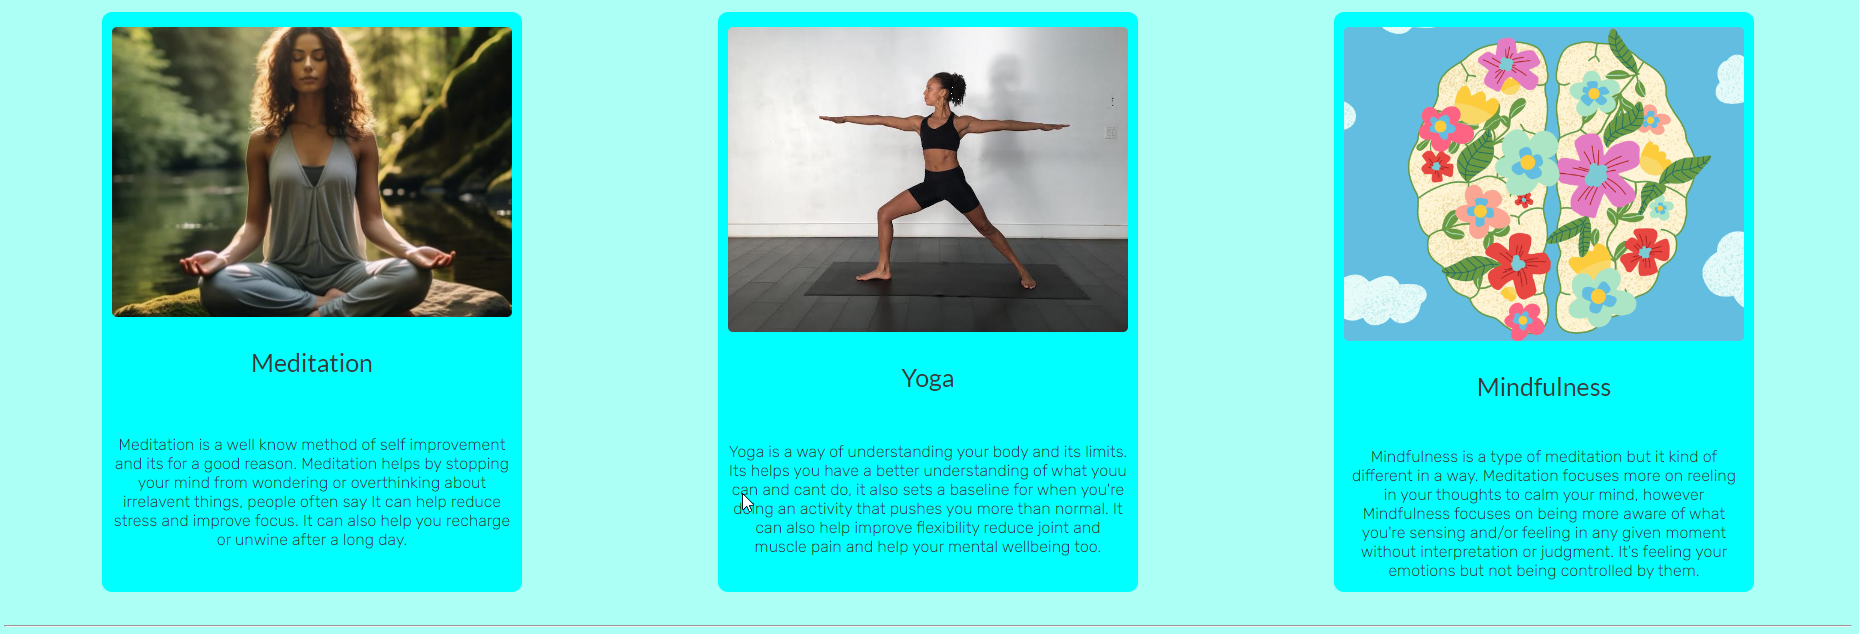 Meditation
Meditation is a well know method of self improvement
and its for a good reason. Meditation helps by stopping
your mind from wondering or overthinking about
irrelavent things, people often say It can help reduce
stress and improve focus. It can also help you recharge
or unwine after a long day.
Yoga
Yoga is a way of understanding your body and its limits.
Its helps you have a better understanding of what youu
can and cant do, it also sets a baseline for when you're
doing an activity that pushes you more than normal. It
can also help improve flexibility reduce joint and
muscle pain and help your mental wellbeing too.
Mindfulness
Mindfulness is a type of meditation but it kind of
different in a way. Meditation focuses more on reeling
in your thoughts to calm your mind, however
Mindfulness focuses on being more aware of what
you're sensing and/or feeling in any given moment
without interpretation or judgment. It's feeling your
emotions but not being controlled by them.